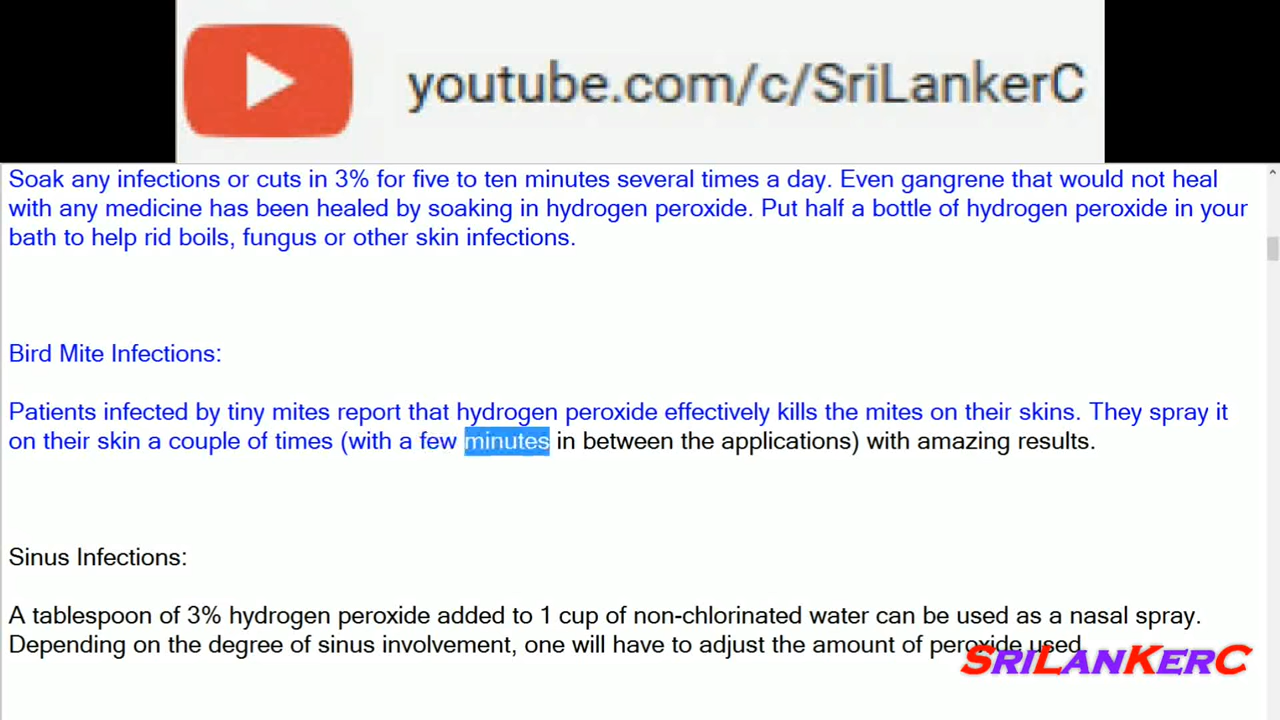 youtube.com/c/SriLankerC
Soak any infections or cuts in 3% for five to ten minutes several times a day. Even gangrene that would not heal
with any medicine has been healed by soaking in hydrogen peroxide. Put half a bottle of hydrogen peroxide in your
bath to help rid boils, fungus or other skin infections.
Bird Mite Infections:
Patients infected by tiny mites report that hydrogen peroxide effectively kills the mites on their skins. They spray it
on their skin a couple of times (with a few minutes in between the applications) with amazing results.
Sinus Infections:
A tablespoon of 3% hydrogen peroxide added to 1 cup of non-chlorinated water can be used as a nasal spray.
Depending on the degree of sinus involvement, one will have to adjust the amount of peroxide used.
SRILANKERC